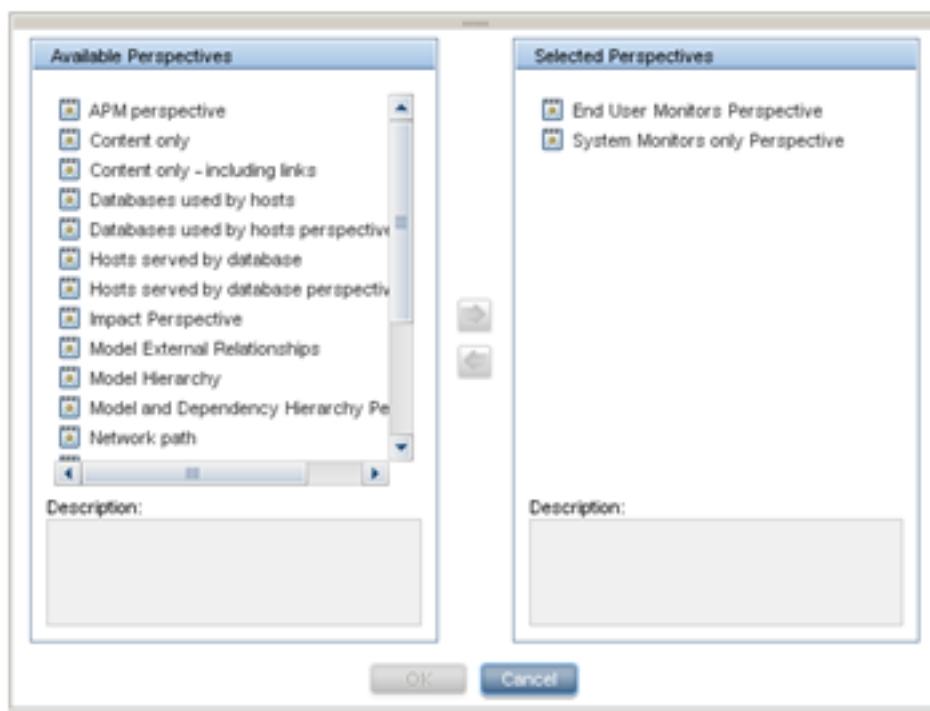 Available Perspectives
APM perspective
Content only
Content only - including links
Databases used by hosts
Databases used by hosts perspective
Hosts served by database
Hosts served by database perspectiv
Impact Perspective
Model External Relationships
Model Hierarchy
Model and Dependency Hierarchy Pe
Network path
Description:
Selected Perspectives
End User Monitors Perspective
System Monitors only Perspective
Description:
OK
Cancel